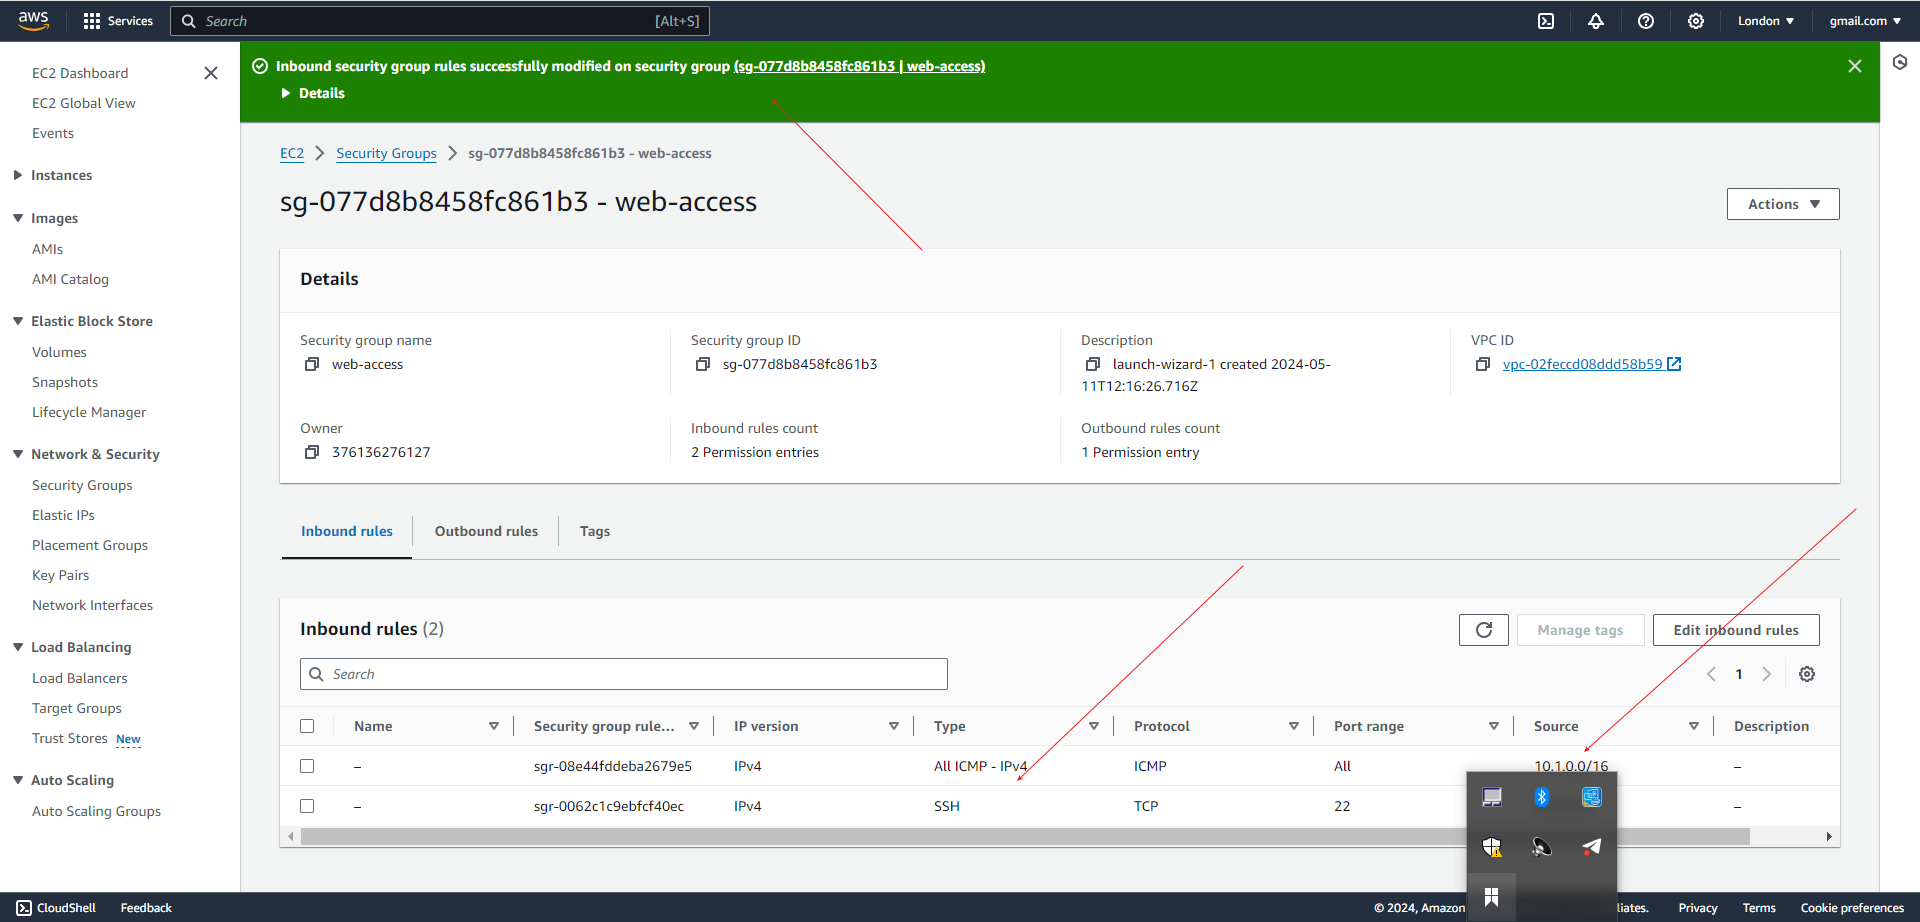 aws
Services
Search [Alt+S]
London
gmail.com
EC2 Dashboard
EC2 Global View
Events
Instances
Images
AMIs
AMI Catalog
Elastic Block Store
Volumes
Snapshots
Lifecycle Manager
Network & Security
Security Groups
Elastic IPs
Placement Groups
Key Pairs
Network Interfaces
Load Balancing
Load Balancers
Target Groups
Trust Stores New
Auto Scaling
Auto Scaling Groups
Inbound security group rules successfully modified on security group (sg-077d8b8458fc861b3 | web-access)
Details
EC2 Security Groups sg-077d8b8458fc861b3 - web-access
sg-077d8b8458fc861b3 - web-access
Actions
Details
Security group name
web-access
Security group ID
sg-077d8b8458fc861b3
Description
launch-wizard-1 created 2024-05-
11T12:16:26.716Z
VPC ID
vpc-02feccd08ddd58b59
Owner
376136276127
Inbound rules count
2 Permission entries
Outbound rules count
1 Permission entry
Inbound rules Outbound rules Tags
Inbound rules (2)
Manage tags
Edit inbound rules
Search
1
Name Security group rule... IP version Type Protocol Port range Source Description
– sgr-08e44fddeba2679e5 IPv4 All ICMP - IPv4 ICMP All 10.1.0.0/16 –
– sgr-0062c1c9ebfcf40ec IPv4 SSH TCP 22 –
CloudShell Feedback
© 2024, Amazon
liates. Privacy Terms Cookie preferences